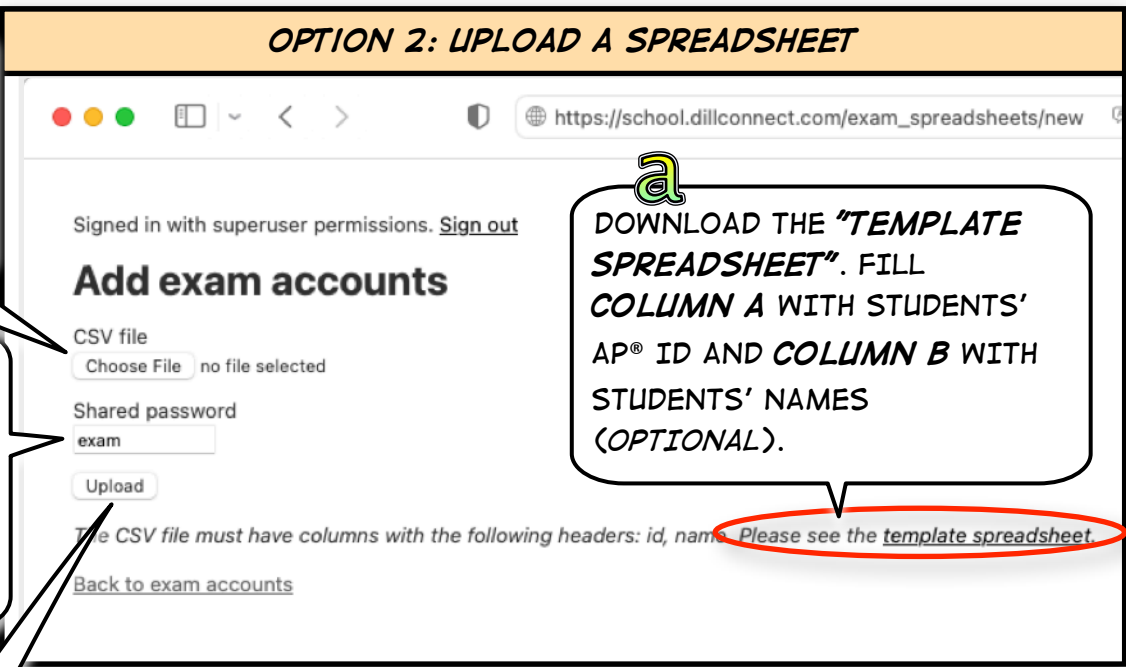 OPTION 2: UPLOAD A SPREADSHEET
https://school.dillconnect.com/exam_spreadsheets/new
a
Signed in with superuser permissions. Sign out
Add exam accounts
DOWNLOAD THE "TEMPLATE
SPREADSHEET". FILL
COLUMN A WITH STUDENTS'
AP® ID AND COLUMN B WITH
STUDENTS' NAMES
(OPTIONAL).
CSV file
Choose File no file selected
Shared password
exam
Upload
The CSV file must have columns with the following headers: id, name. Please see the template spreadsheet.
Back to exam accounts